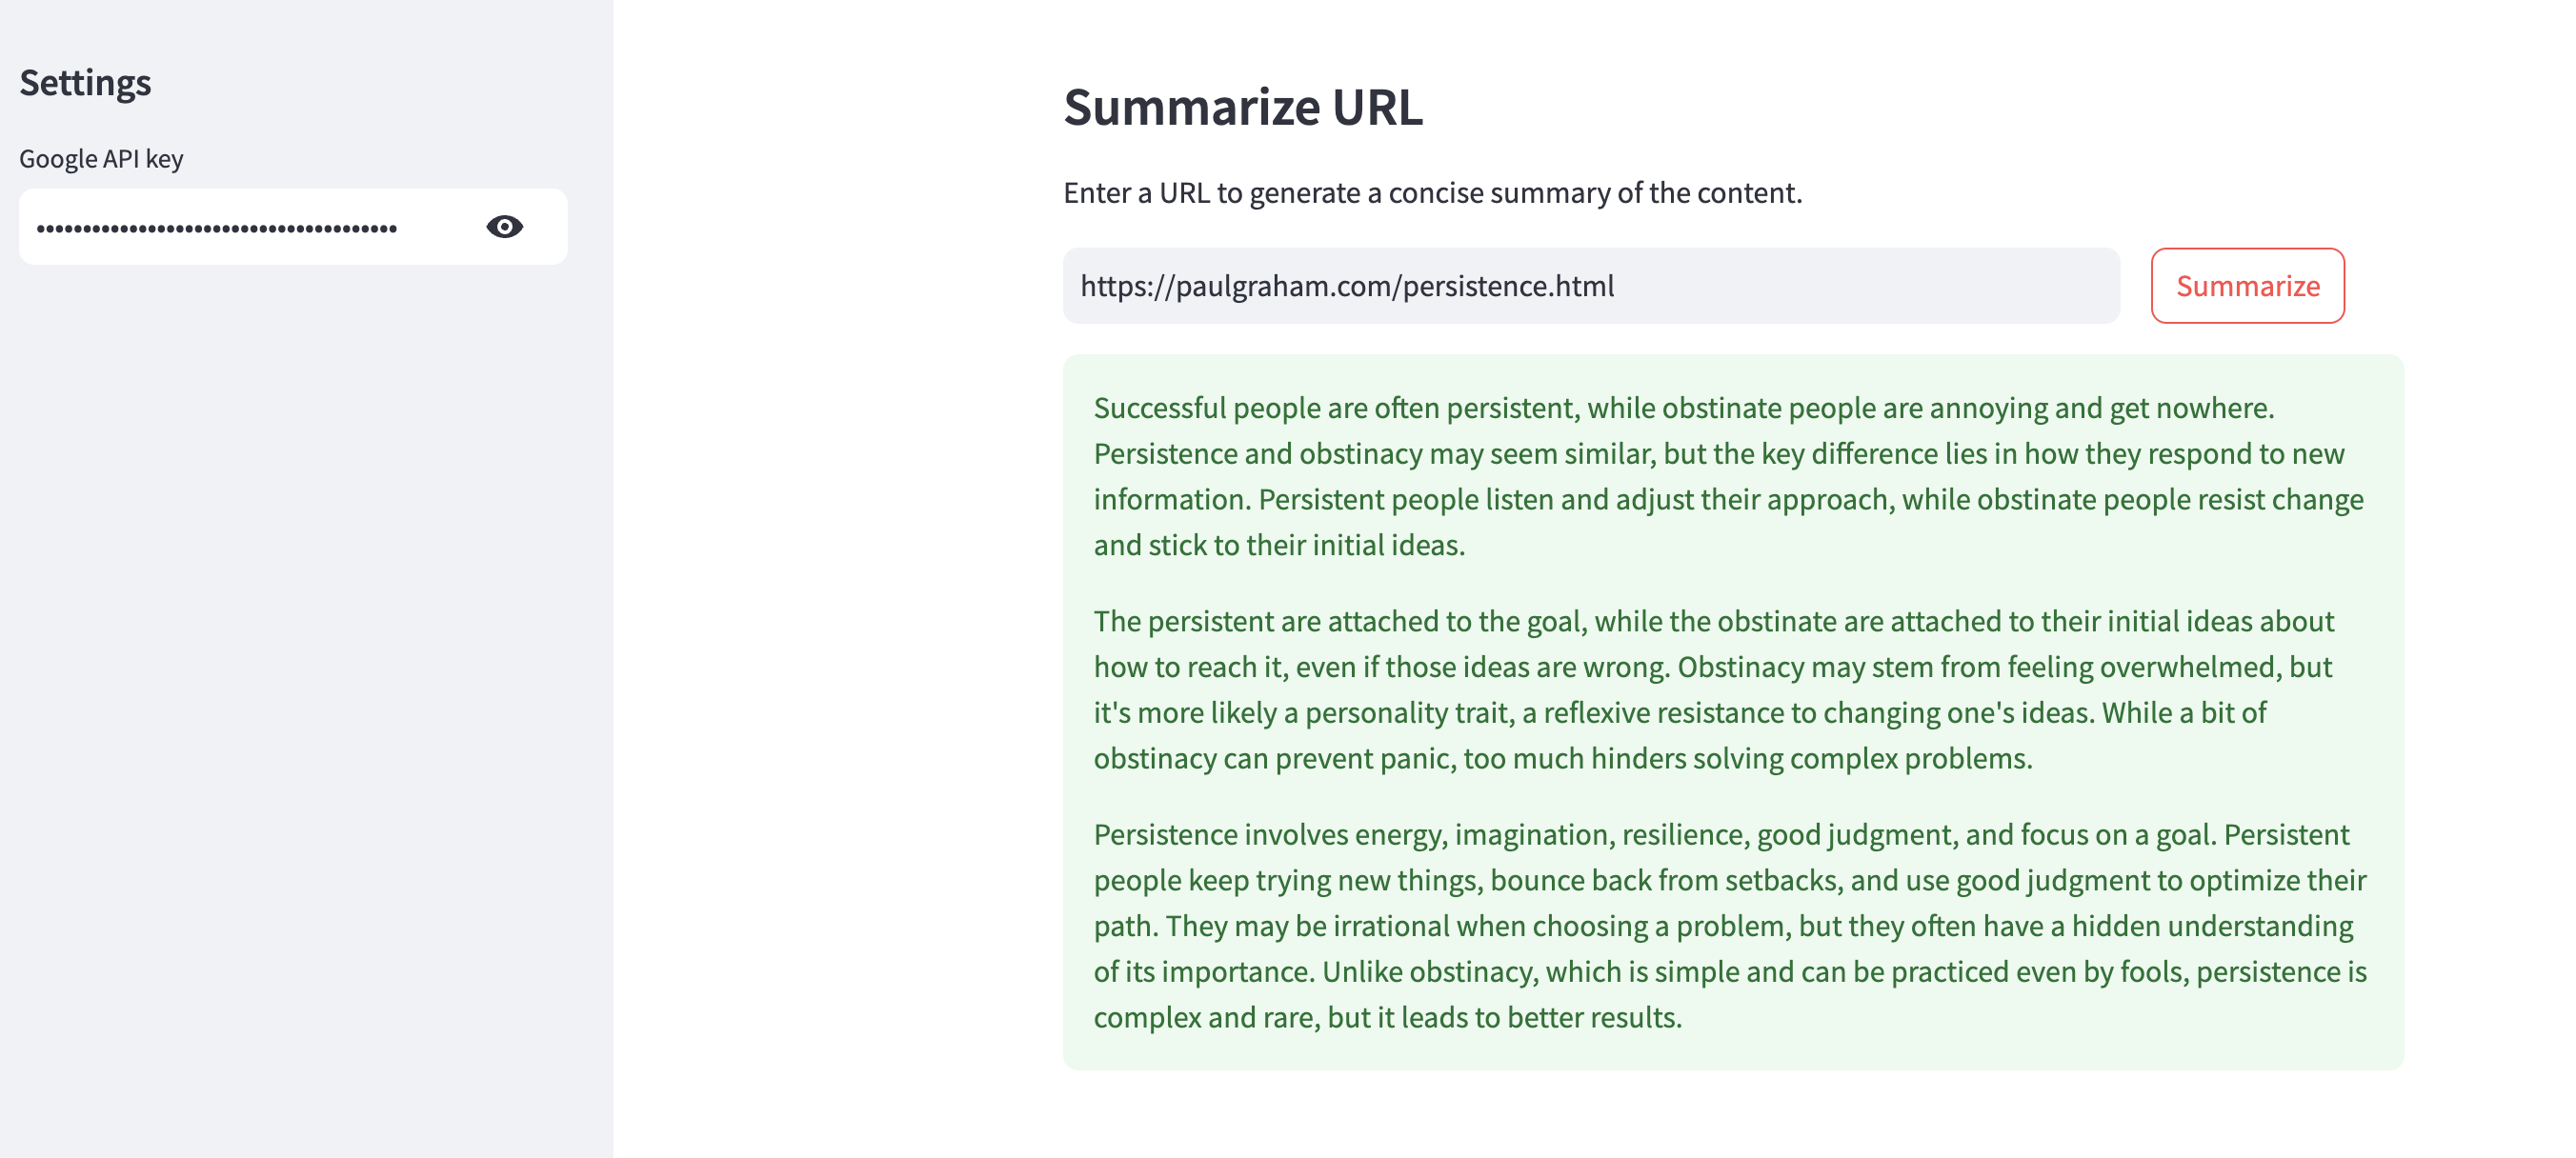 Settings
Google API key
••••••••••••••••••••••••••••••••••••••• 
Summarize URL
Enter a URL to generate a concise summary of the content.
https://paulgraham.com/persistence.html
Summarize
Successful people are often persistent, while obstinate people are annoying and get nowhere.
Persistence and obstinacy may seem similar, but the key difference lies in how they respond to new
information. Persistent people listen and adjust their approach, while obstinate people resist change
and stick to their initial ideas.
The persistent are attached to the goal, while the obstinate are attached to their initial ideas about
how to reach it, even if those ideas are wrong. Obstinacy may stem from feeling overwhelmed, but
it's more likely a personality trait, a reflexive resistance to changing one's ideas. While a bit of
obstinacy can prevent panic, too much hinders solving complex problems.
Persistence involves energy, imagination, resilience, good judgment, and focus on a goal. Persistent
people keep trying new things, bounce back from setbacks, and use good judgment to optimize their
path. They may be irrational when choosing a problem, but they often have a hidden understanding
of its importance. Unlike obstinacy, which is simple and can be practiced even by fools, persistence is
complex and rare, but it leads to better results.